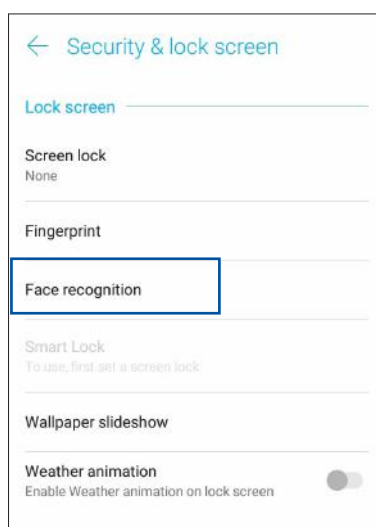 Security & lock screen
Lock screen
Screen lock
None
Fingerprint
Face recognition
Smart Lock
To use, first set a screen lock
Wallpaper slideshow
Weather animation
Enable Weather animation on lock screen